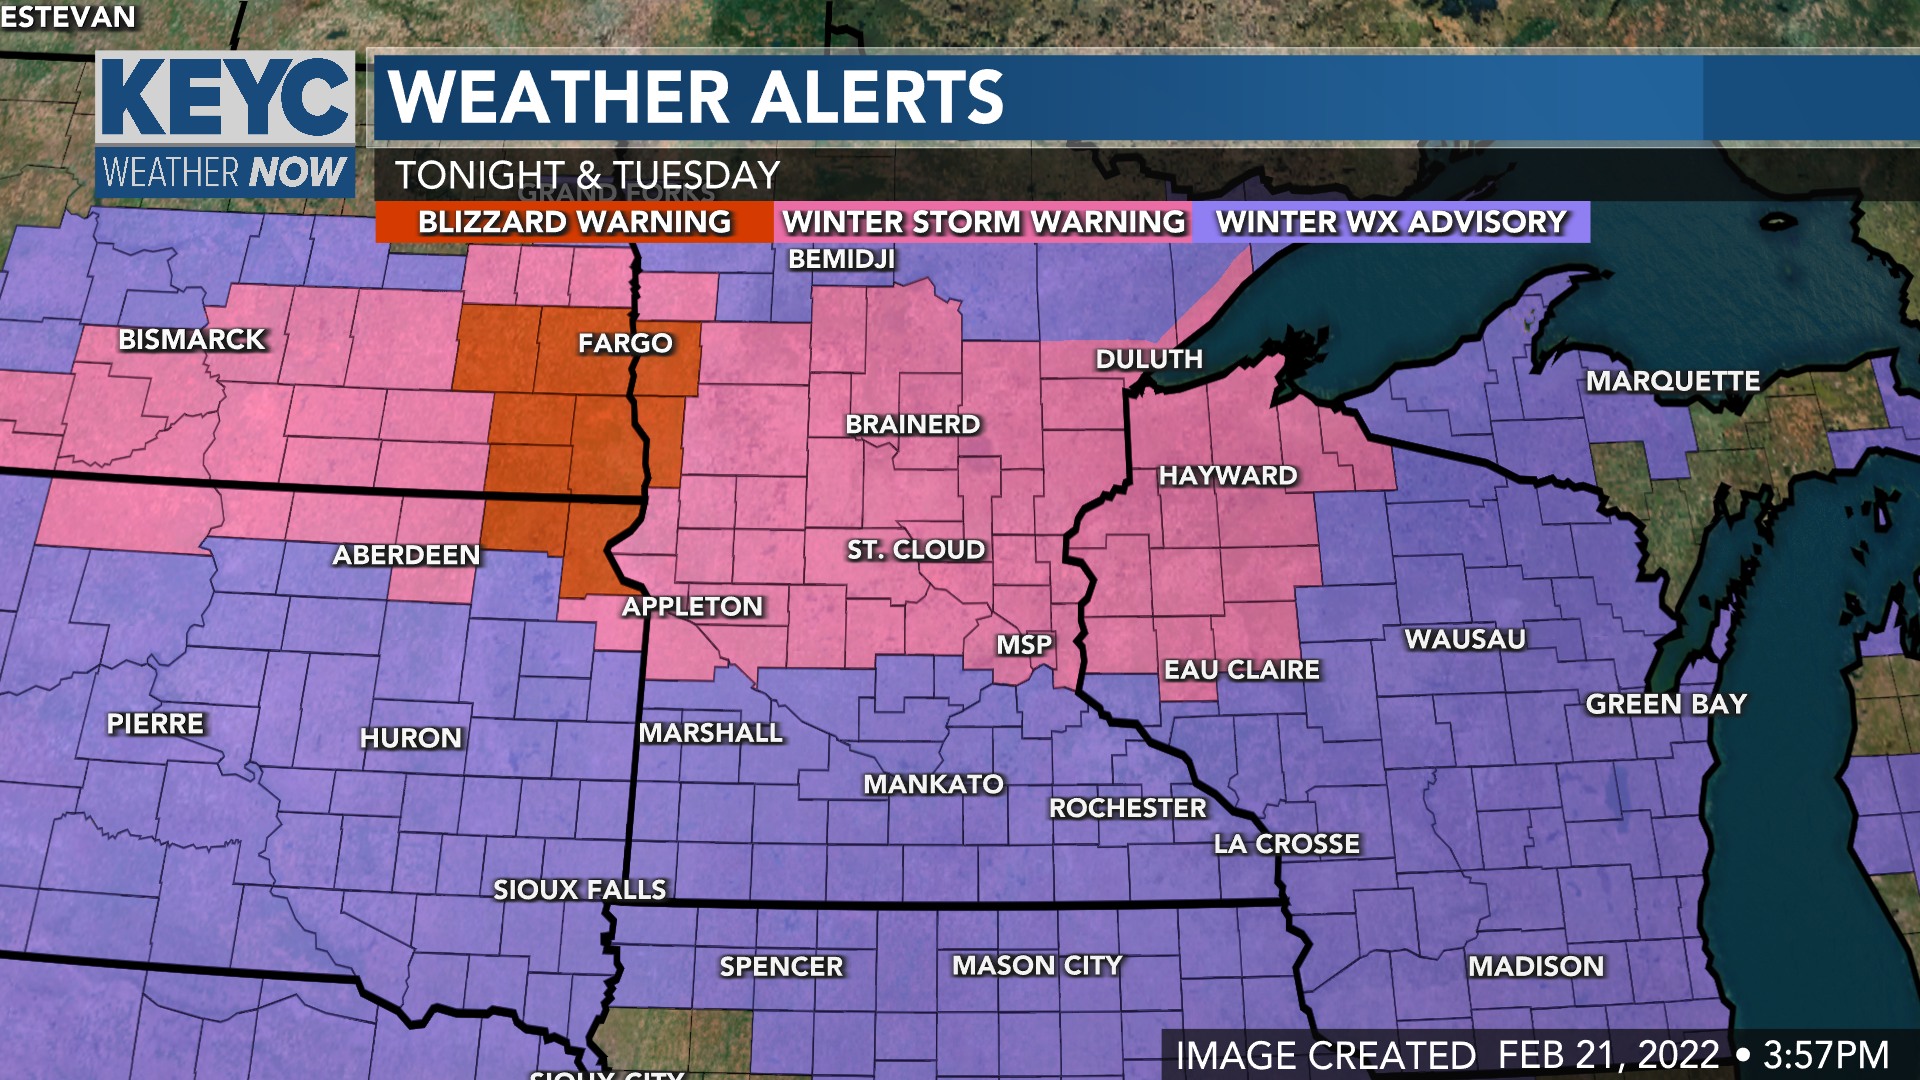 ESTEVAN
KEYC
WEATHER NOW
WEATHER ALERTS
TONIGHT & TUESDAY
GRAND FORKS
BLIZZARD WARNING WINTER STORM WARNING WINTER WX ADVISORY
BEMIDJI
BISMARCK
FARGO
DULUTH
MARQUETTE
BRAINERD
HAYWARD
ABERDEEN
ST. CLOUD
APPLETON
MSP
WAUSAU
EAU CLAIRE
GREEN BAY
PIERRE
HURON
MARSHALL
MANKATO
ROCHESTER
LA CROSSE
SIOUX FALLS
SPENCER
MASON CITY
MADISON
IMAGE CREATED FEB 21, 2022 • 3:57PM
SIOUX CITY